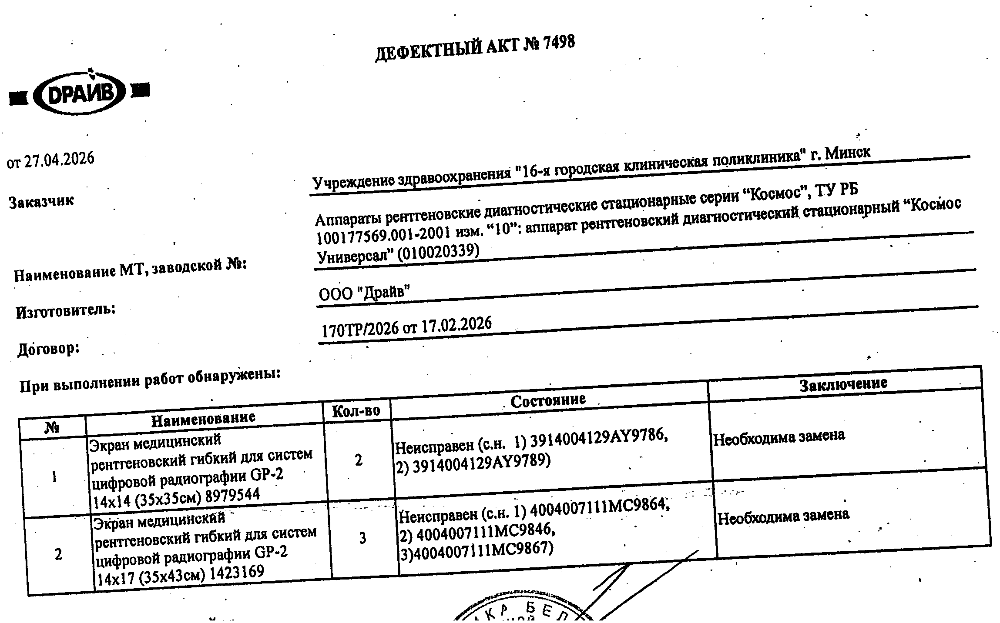 ДЕФЕКТНЫЙ АКТ № 7498
DРАЙВ
от 27.04.2026
Заказчик
Учреждение здравоохранения "16-я городская клиническая поликлиника" г. Минск
Наименование МТ, заводской №:
Аппараты рентгеновские диагностические стационарные серии “Космос”, ТУ РБ
100177569.001-2001 изм. “10”: аппарат рентгеновский диагностический стационарный “Космос
Универсал” (010020339)
Изготовитель:
ООО "Драйв"
Договор:
170ТР/2026 от 17.02.2026
При выполнении работ обнаружены:
№ Наименование Кол-во Состояние Заключение
1
Экран медицинский
рентгеновский гибкий для систем
цифровой радиографии GP-2
14x14 (35x35см) 8979544
2
Неисправен (с.н. 1) 3914004129AY9786,
2) 3914004129AY9789)
Необходима замена
2
Экран медицинский
рентгеновский гибкий для систем
цифровой радиографии GP-2
14x17 (35x43см) 1423169
3
Неисправен (с.н. 1) 4004007111MC9864,
2) 4004007111MC9846,
3)4004007111MC9867)
Необходима замена